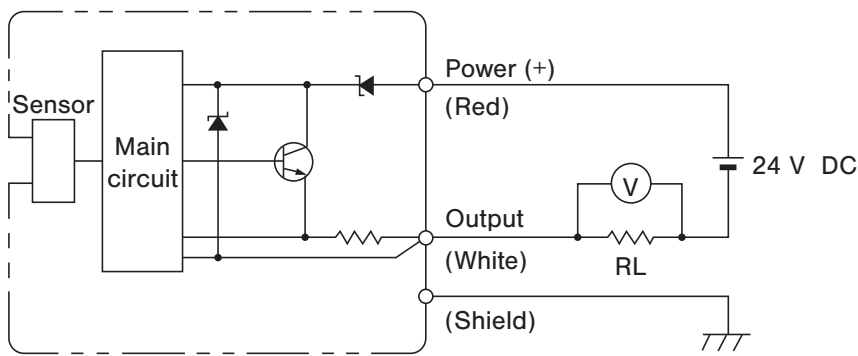 Power (+)
(Red)
Sensor
Main
circuit
V
24 V DC
Output
(White)
RL
(Shield)